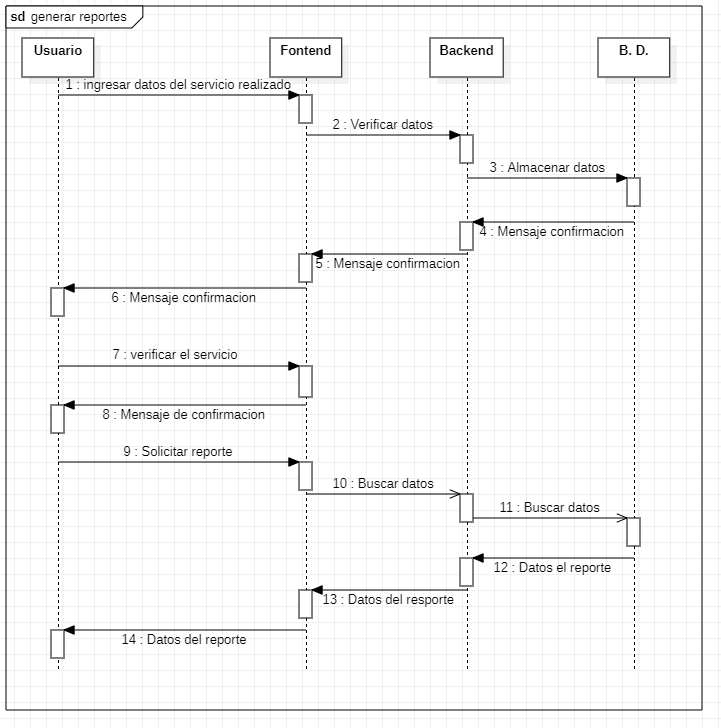 sd generar reportes
Usuario
Fontend
Backend
B. D.
1 : ingresar datos del servicio realizado
2 : Verificar datos
3 : Almacenar datos
4 : Mensaje confirmacion
5 : Mensaje confirmacion
6 : Mensaje confirmacion
7 : verificar el servicio
8 : Mensaje de confirmacion
9 : Solicitar reporte
10 : Buscar datos
11 : Buscar datos
12 : Datos el reporte
13 : Datos del resporte
14 : Datos del reporte